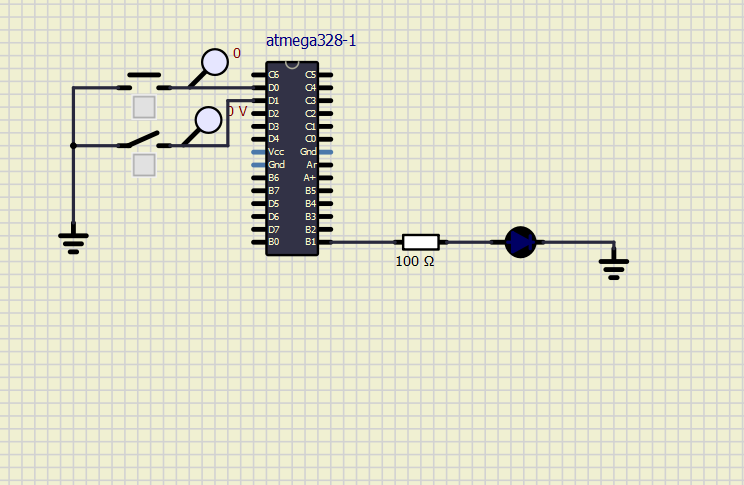 atmega328-1
0
0 V
C6 C5
D0 C4
D1 C3
D2 C2
D3 C1
D4 C0
Vcc Gnd
Gnd Ar
B6 A+
B7 B5
D5 B4
D6 B3
D7 B2
B0 B1
100 Ω